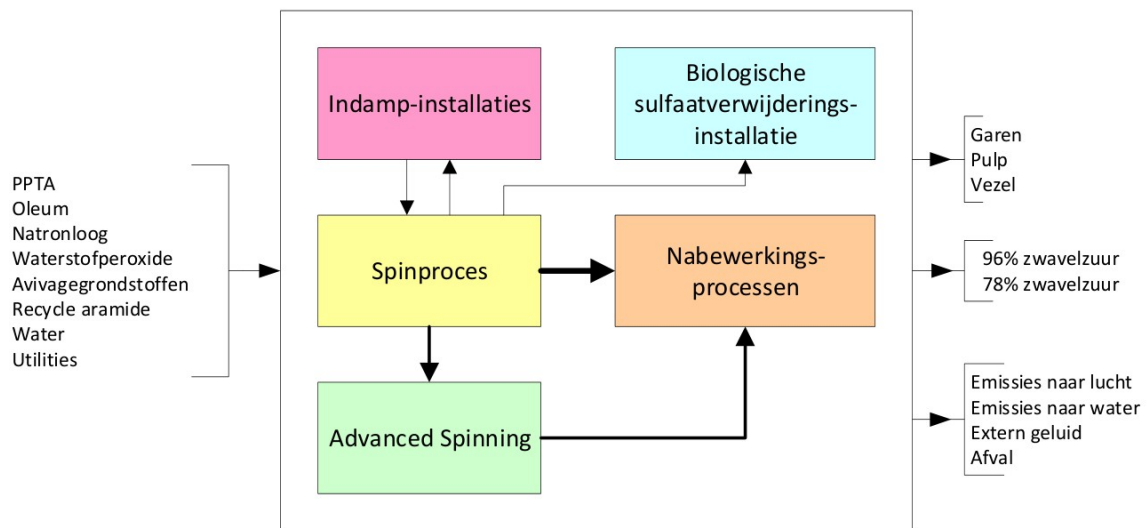 PPTA
Oleum
Natronloog
Waterstofperoxide
Avivagegrondstoffen
Recycle aramide
Water
Utilities
Indamp-installaties
Biologische
sulfaatverwijderings-
installatie
Spinproces
Nabewerkings-
processen
Advanced Spinning
Garen
Pulp
Vezel
96% zwavelzuur
78% zwavelzuur
Emissies naar lucht
Emissies naar water
Extern geluid
Afval